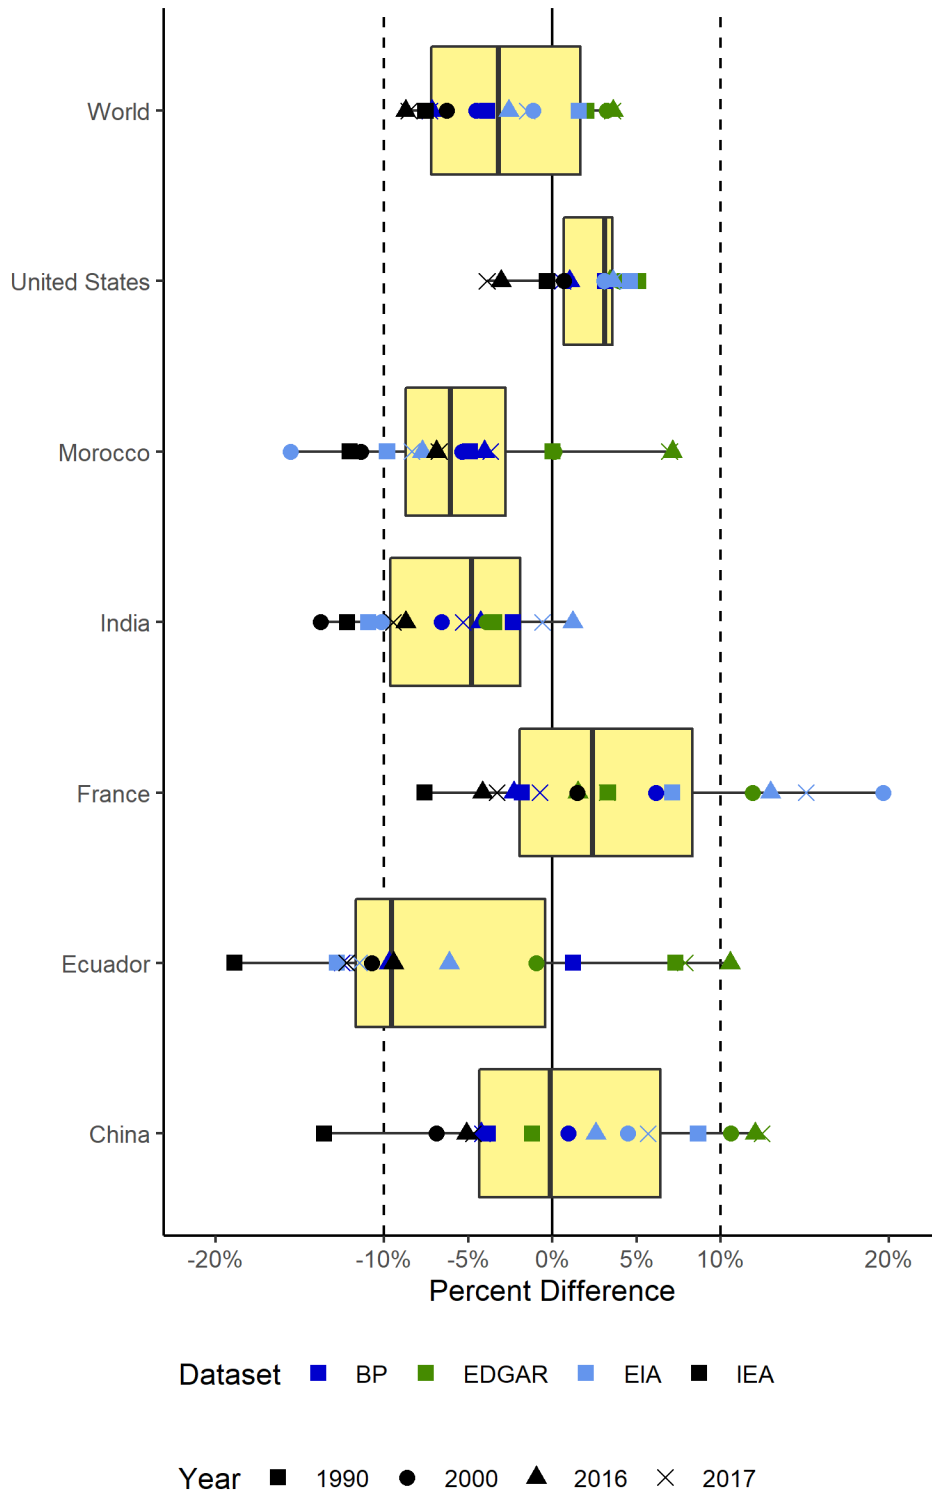 World
United States
Morocco
India
France
Ecuador
China
-20% -10% -5% 0% 5% 10% 20%
Percent Difference
Dataset BP EDGAR EIA IEA
Year 1990 2000 2016 2017